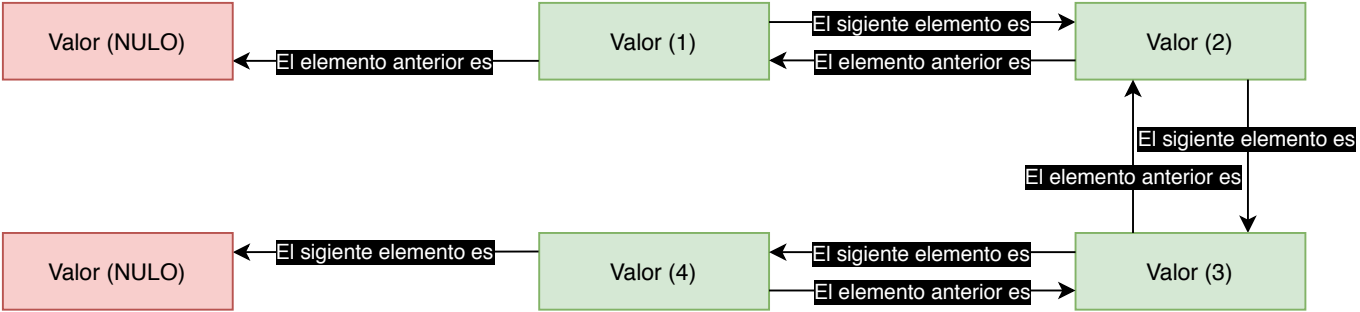 Valor (NULO)
El elemento anterior es
Valor (1)
El sigiente elemento es
El elemento anterior es
Valor (2)
El sigiente elemento es
El elemento anterior es
Valor (NULO)
El sigiente elemento es
Valor (4)
El sigiente elemento es
El elemento anterior es
Valor (3)